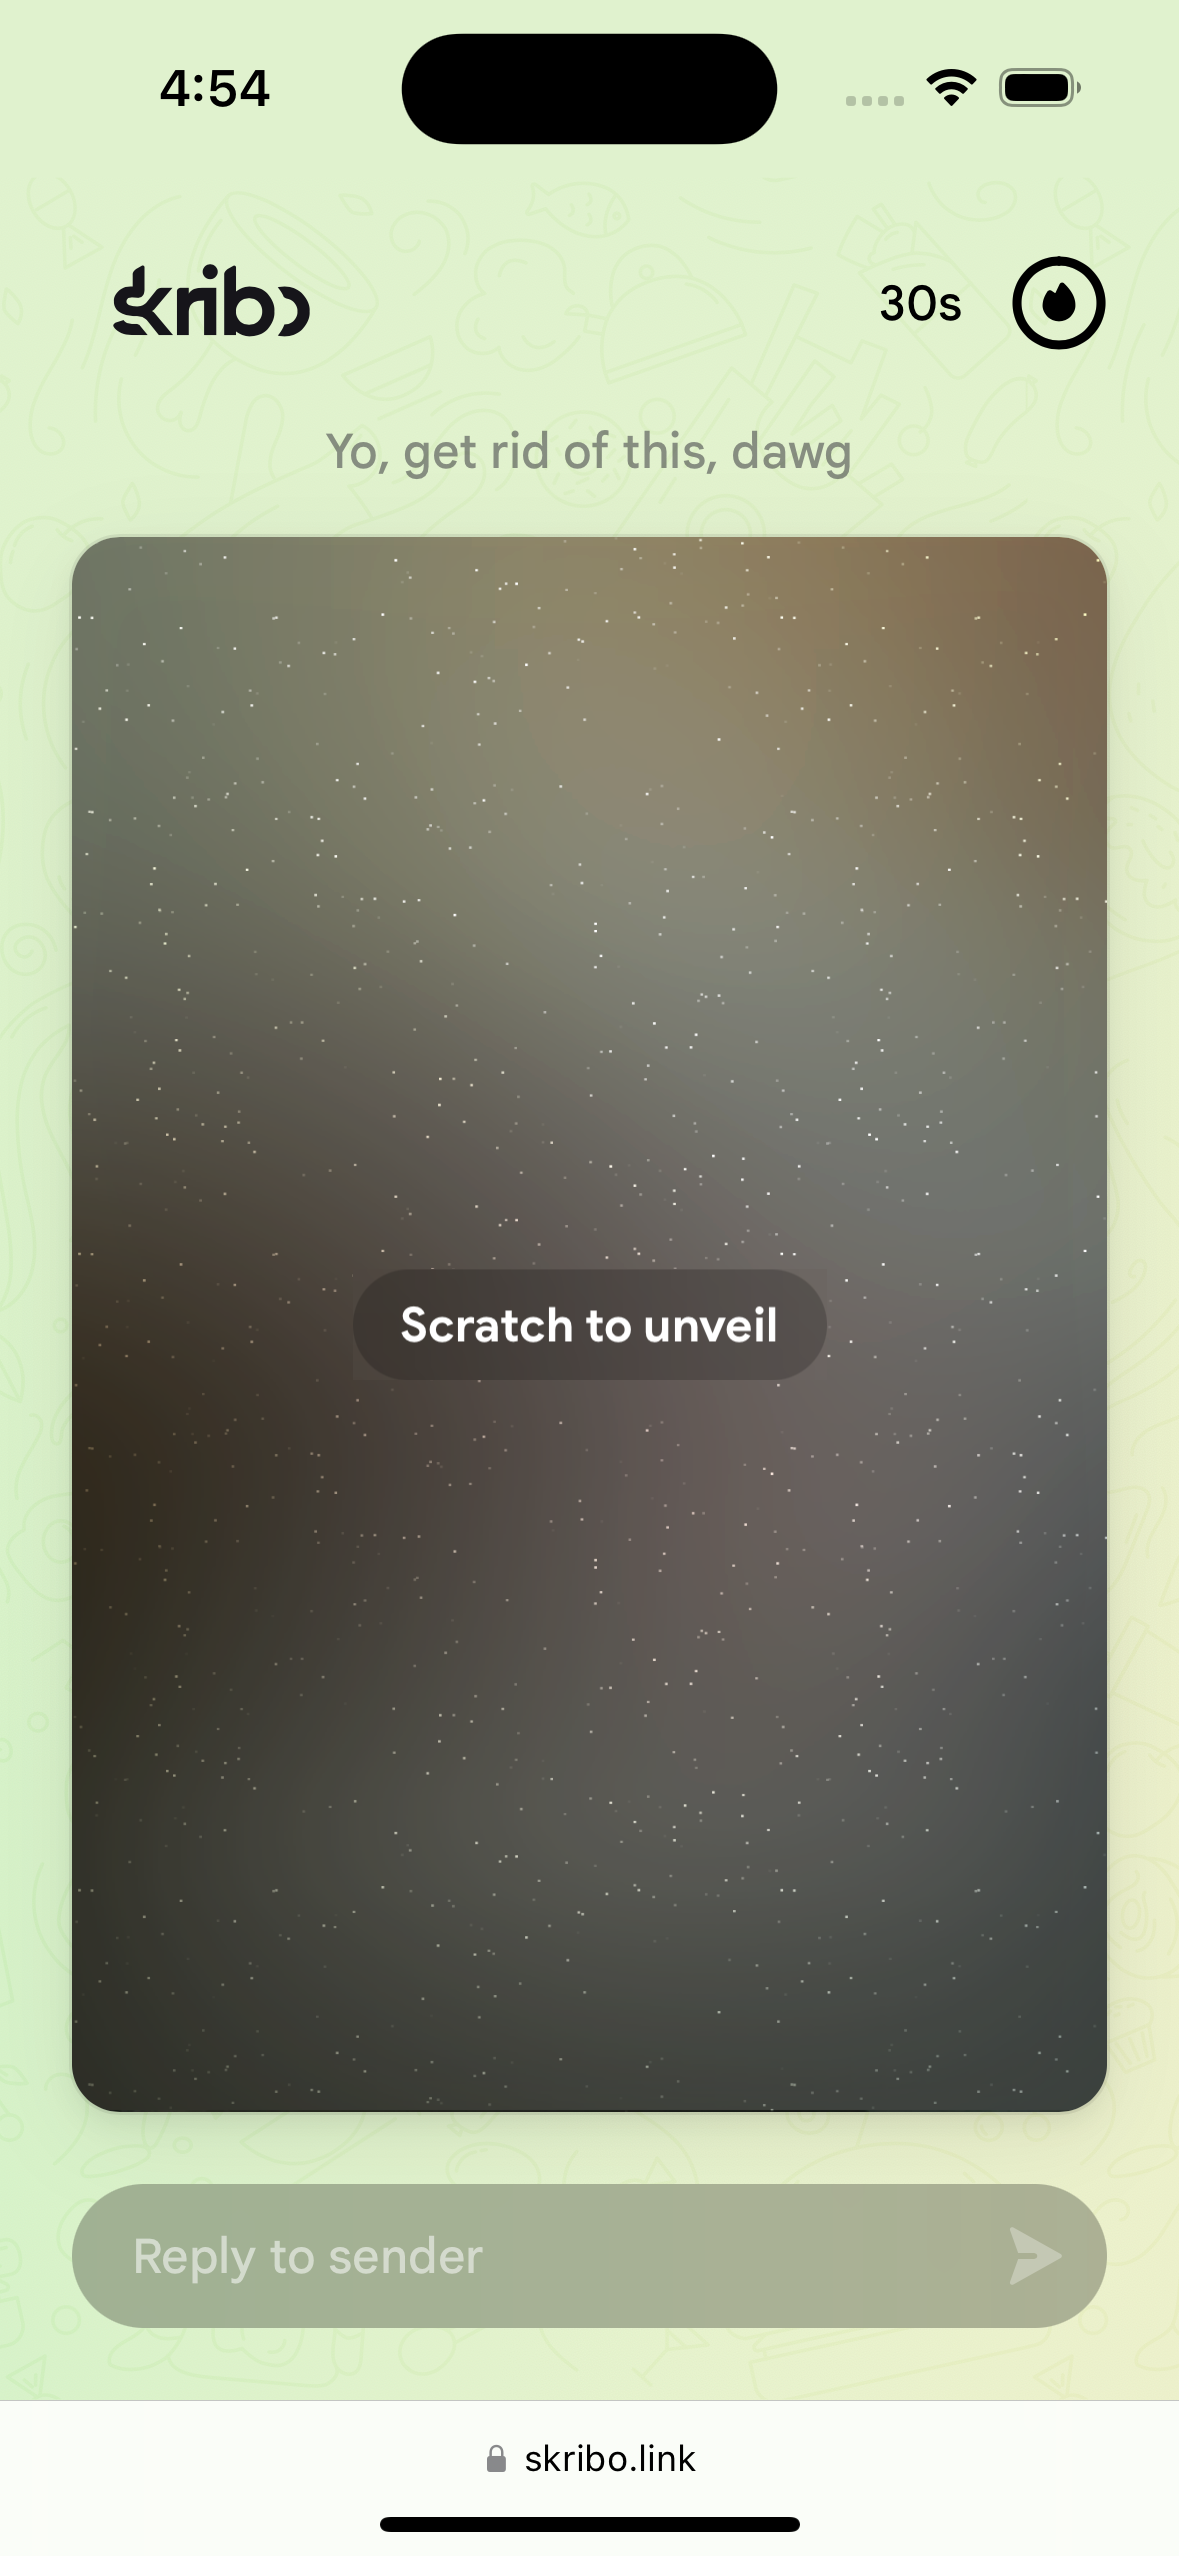 4:54
skribo
30s
Yo, get rid of this, dawg
Scratch to unveil
Reply to sender
skribo.link